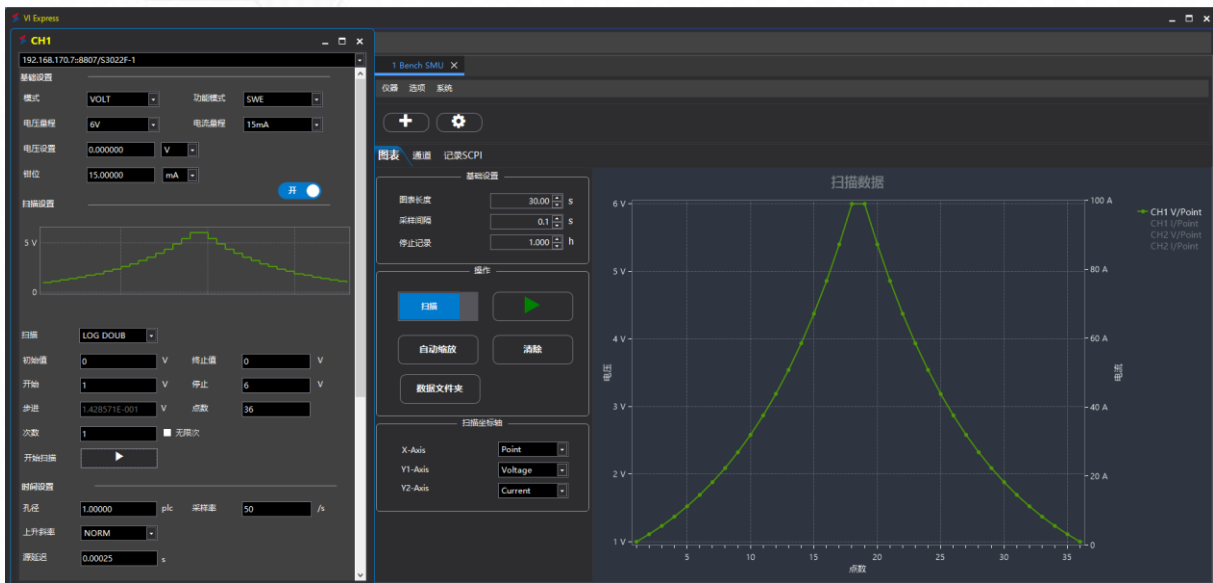 VI Express
CH1
192.168.170.7::8807/S3022F-1
基础设置
模式 VOLT 功能模式 SWE
电压量程 6V 电流量程 15mA
电压设置 0.000000 V
钳位 15.00000 mA
开
扫描设置
5 V
0
扫描 LOG DOUB
初始值 0 V 终止值 0 V
开始 1 V 停止 6 V
步进 1.428571E-001 V 点数 36
次数 1 无限次
开始扫描
时间设置
孔径 1.00000 plc 采样率 50 /s
上升斜率 NORM
源延迟 0.00025 s
1 Bench SMU
仪器 选项 系统
图表 通道 记录SCPI
基础设置
图表长度 30.00 s
采样间隔 0.1 s
停止记录 1.000 h
操作
扫描
自动缩放 清除
数据文件夹
扫描坐标轴
X-Axis Point
Y1-Axis Voltage
Y2-Axis Current
扫描数据
6 V 100 A
5 V 80 A
4 V 60 A
3 V 40 A
2 V 20 A
1 V 0
电压
电流
5 10 15 20 25 30 35
点数
CH1 V/Point
CH1 I/Point
CH2 V/Point
CH2 I/Point